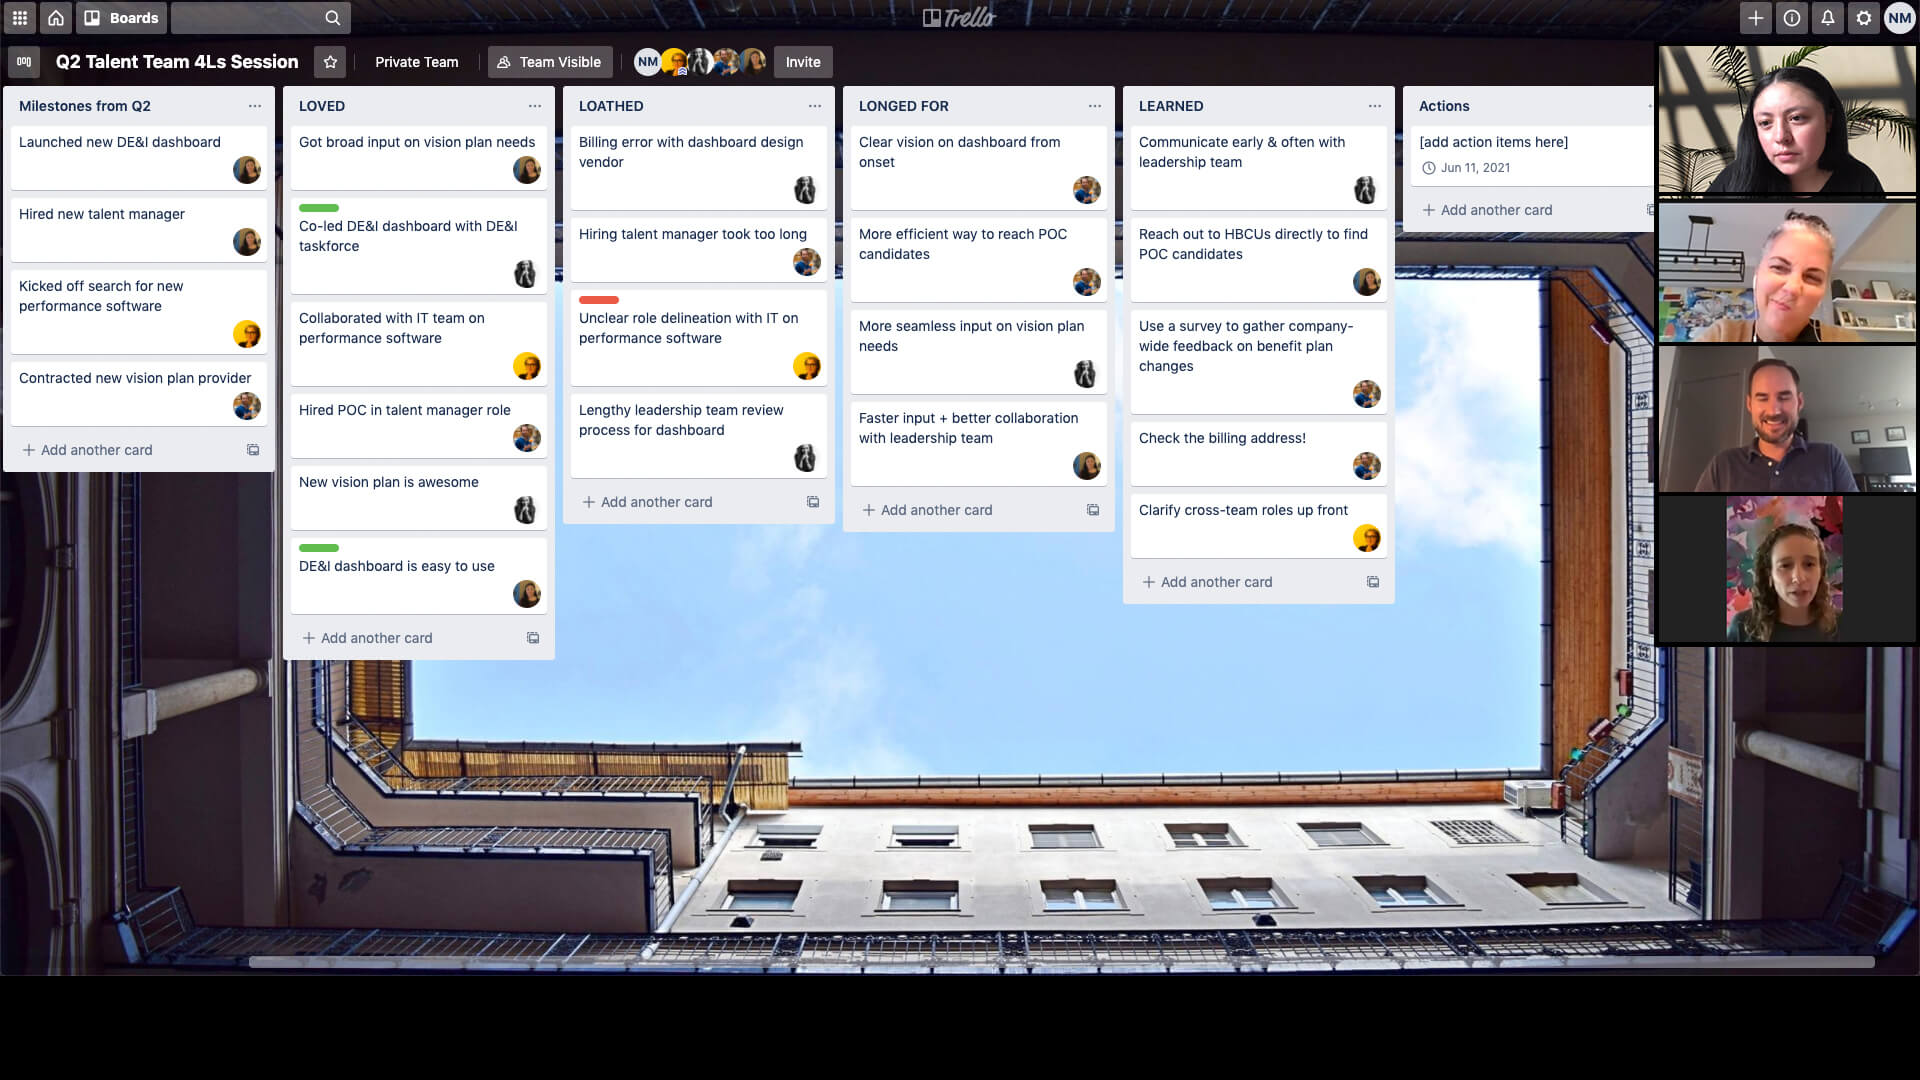 Boards
Trello
NM
Q2 Talent Team 4Ls Session
Private Team
Team Visible
NM
Invite
Milestones from Q2
Launched new DE&I dashboard
Hired new talent manager
Kicked off search for new
performance software
Contracted new vision plan provider
Add another card
LOVED
Got broad input on vision plan needs
Co-led DE&I dashboard with DE&I
taskforce
Collaborated with IT team on
performance software
Hired POC in talent manager role
New vision plan is awesome
DE&I dashboard is easy to use
Add another card
LOATHED
Billing error with dashboard design
vendor
Hiring talent manager took too long
Unclear role delineation with IT on
performance software
Lengthy leadership team review
process for dashboard
Add another card
LONGED FOR
Clear vision on dashboard from
onset
More efficient way to reach POC
candidates
More seamless input on vision plan
needs
Faster input + better collaboration
with leadership team
Add another card
LEARNED
Communicate early & often with
leadership team
Reach out to HBCUs directly to find
POC candidates
Use a survey to gather company-
wide feedback on benefit plan
changes
Check the billing address!
Clarify cross-team roles up front
Add another card
Actions
[add action items here]
Jun 11, 2021
Add another card